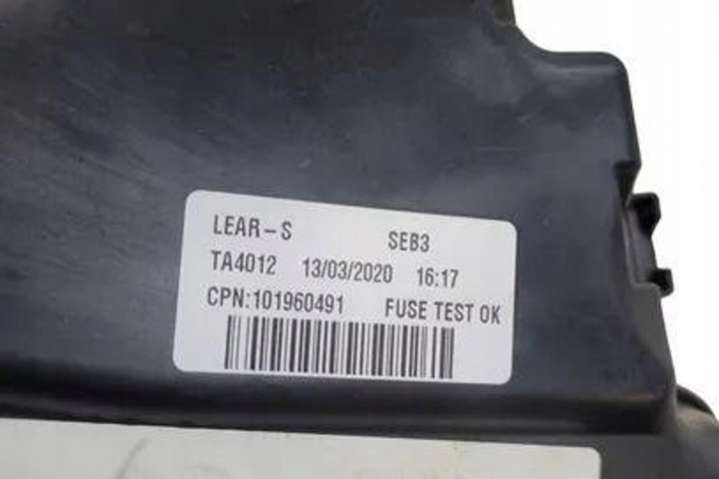 LEAR-S SEB3
TA4012 13/03/2020 16:17
CPN:101960491 FUSE TEST OK